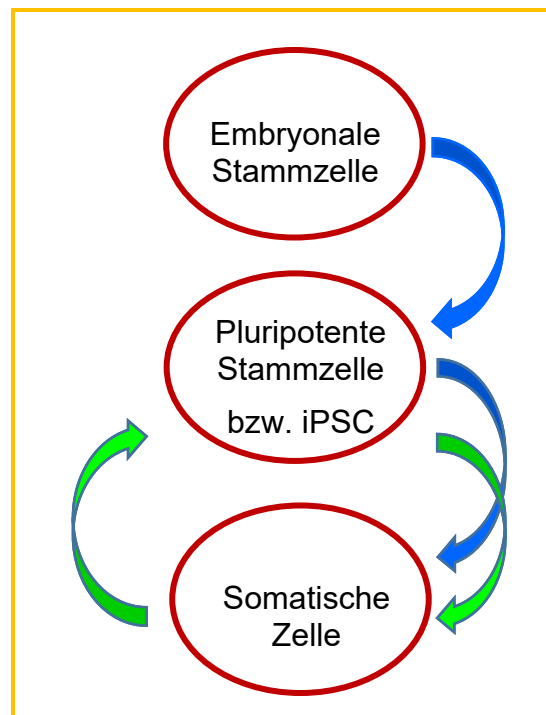 Embryonale
Stammzelle
Pluripotente
Stammzelle
bzw. iPSC
Somatische
Zelle